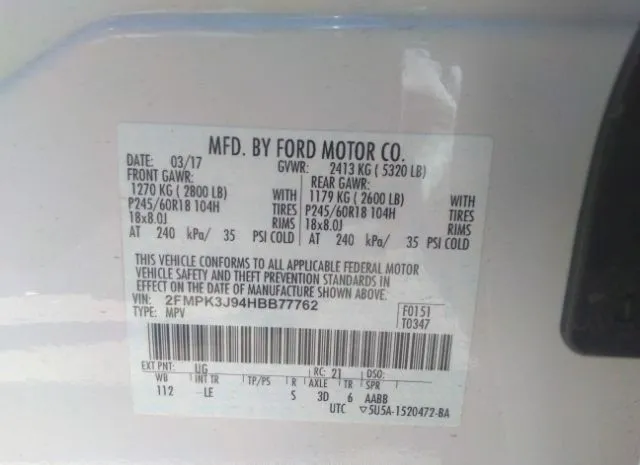 MFD. BY FORD MOTOR CO.
DATE: 03/17 GVWR: 2413 KG ( 5320 LB)
FRONT GAWR: REAR GAWR:
1270 KG ( 2800 LB) WITH 1179 KG ( 2600 LB) WITH
P245/60R18 104H TIRES P245/60R18 104H TIRES
18x8.0J RIMS 18x8.0J RIMS
AT 240 kPa/ 35 PSI COLD AT 240 kPa/ 35 PSI COLD
THIS VEHICLE CONFORMS TO ALL APPLICABLE FEDERAL MOTOR
VEHICLE SAFETY AND THEFT PREVENTION STANDARDS IN
EFFECT ON THE DATE OF MANUFACTURE SHOWN ABOVE.
VIN: 2FMPK3J94HBB77762 F0151
TYPE: MPV T0347
EXT PNT: UG RC: 21 DSO:
WB INT TR TP/PS R AXLE TR SPR
112 -LE S 3D 6 AABB
UTC ▽5U5A-1520472-BA